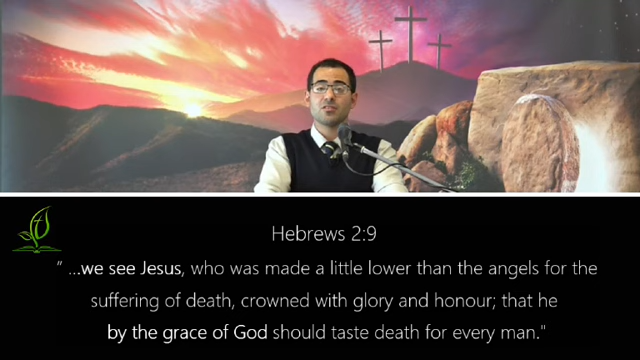 Hebrews 2:9
" ...we see Jesus, who was made a little lower than the angels for the
suffering of death, crowned with glory and honour; that he
by the grace of God should taste death for every man."